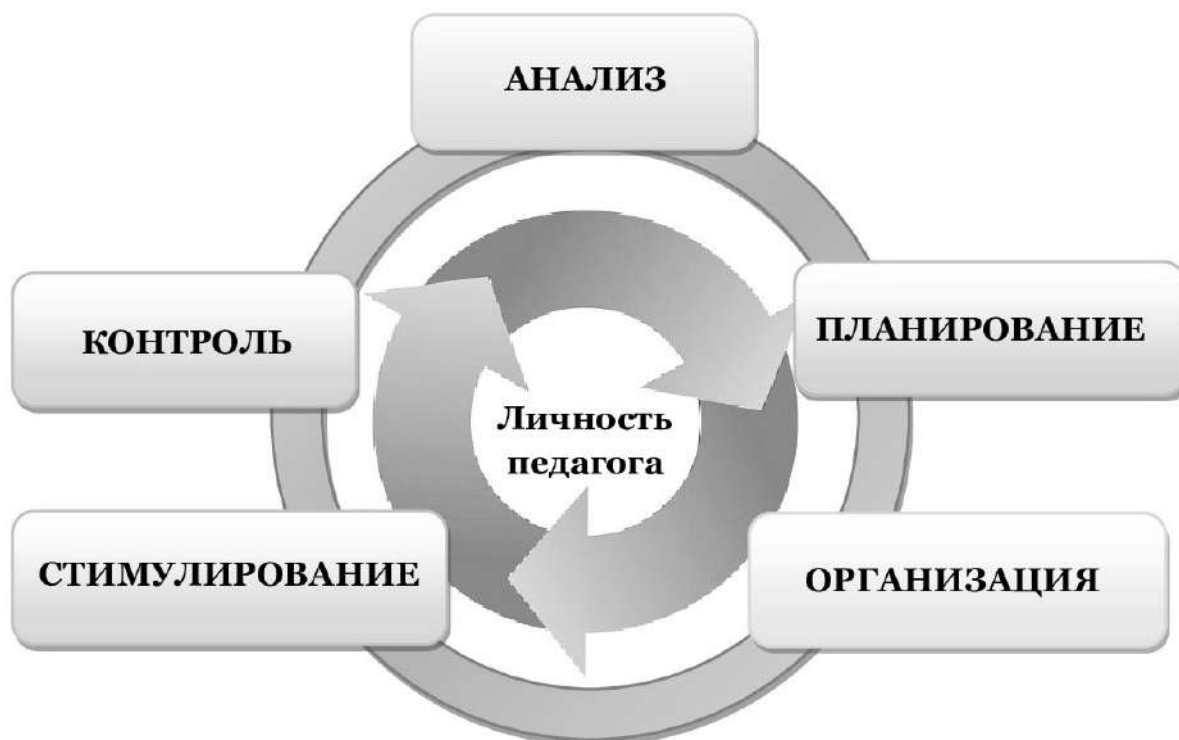 АНАЛИЗ
КОНТРОЛЬ
ПЛАНИРОВАНИЕ
Личность
педагога
СТИМУЛИРОВАНИЕ
ОРГАНИЗАЦИЯ